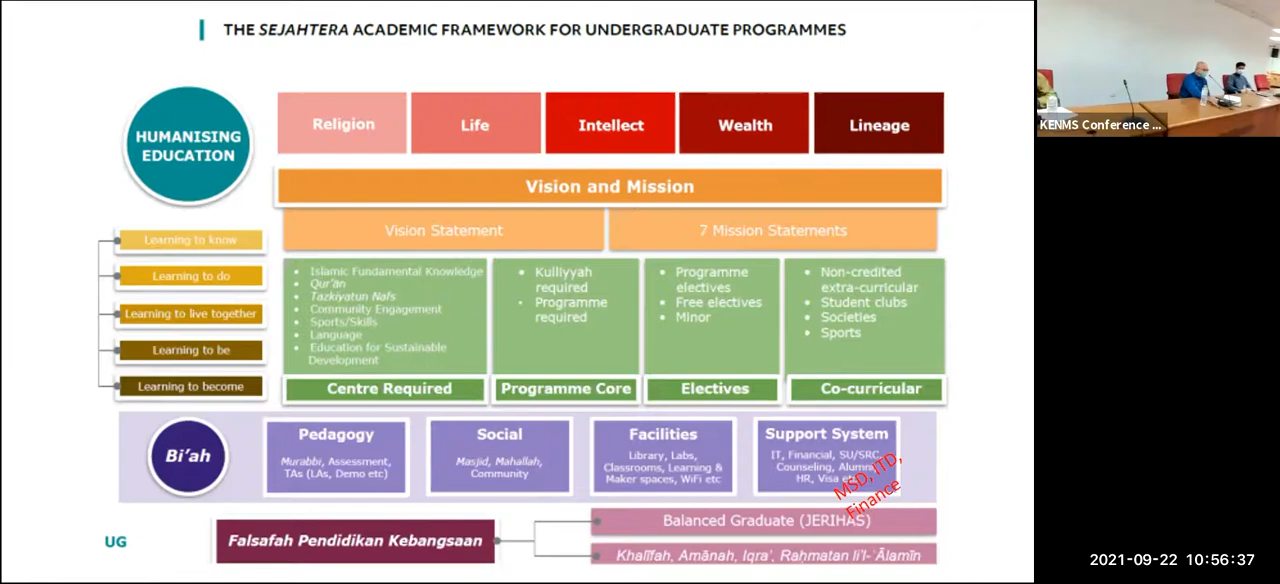 THE SEJAHTERA ACADEMIC FRAMEWORK FOR UNDERGRADUATE PROGRAMMES
HUMANISING
EDUCATION
Religion
Life
Intellect
Wealth
Lineage
Vision and Mission
Vision Statement
7 Mission Statements
Learning to know
Learning to do
Learning to live together
Learning to be
Learning to become
• Islamic Fundamental Knowledge
• Qur'ān
• Tazkiyatun Nafs
• Community Engagement
• Sports/Skills
• Language
• Education for Sustainable
Development
Centre Required
• Kulliyyah
required
• Programme
required
Programme Core
• Programme
electives
• Free electives
• Minor
Electives
• Non-credited
extra-curricular
• Student clubs
• Societies
• Sports
Co-curricular
Bi'ah
Pedagogy
Murabbi, Assessment,
TAs (LAs, Demo etc)
Social
Masjid, Mahallah,
Community
Facilities
Library, Labs,
Classrooms, Learning &
Maker spaces, WiFi etc
Support System
IT, Financial, SU/SRC,
Counseling, Alumni,
HR, Visa
MSD, ITD,
Finance
UG
Falsafah Pendidikan Kebangsaan
Balanced Graduate (JERIHAS)
Khalīfah, Amānah, Iqra', Raḥmatan li'l-ʿĀlamīn
KENMS Conference ...
2021-09-22 10:56:37